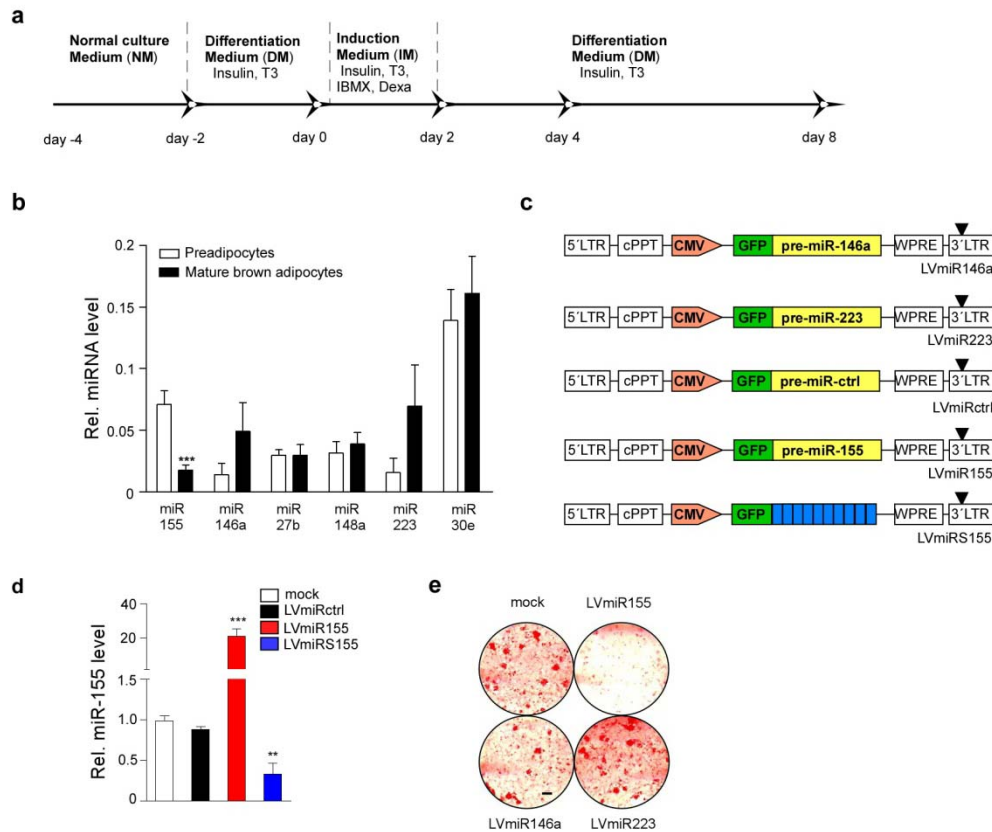 a
Normal culture
Medium (NM)
Differentiation
Medium (DM)
Insulin, T3
Induction
Medium (IM)
Insulin, T3,
IBMX, Dexa
Differentiation
Medium (DM)
Insulin, T3
day -4
day -2
day 0
day 2
day 4
day 8
b
Preadipocytes
Mature brown adipocytes
Rel. miRNA level
0.2
0.15
0.1
0.05
0
***
miR
155
miR
146a
miR
27b
miR
148a
miR
223
miR
30e
c
5´LTR cPPT CMV GFP pre-miR-146a WPRE 3´LTR
LVmiR146a
5´LTR cPPT CMV GFP pre-miR-223 WPRE 3´LTR
LVmiR223
5´LTR cPPT CMV GFP pre-miR-ctrl WPRE 3´LTR
LVmiRctrl
5´LTR cPPT CMV GFP pre-miR-155 WPRE 3´LTR
LVmiR155
5´LTR cPPT CMV GFP WPRE 3´LTR
LVmiRS155
d
mock
LVmiRctrl
LVmiR155
LVmiRS155
Rel. miR-155 level
40
20
1.5
1.0
0.5
0
***
**
e
mock LVmiR155
LVmiR146a LVmiR223